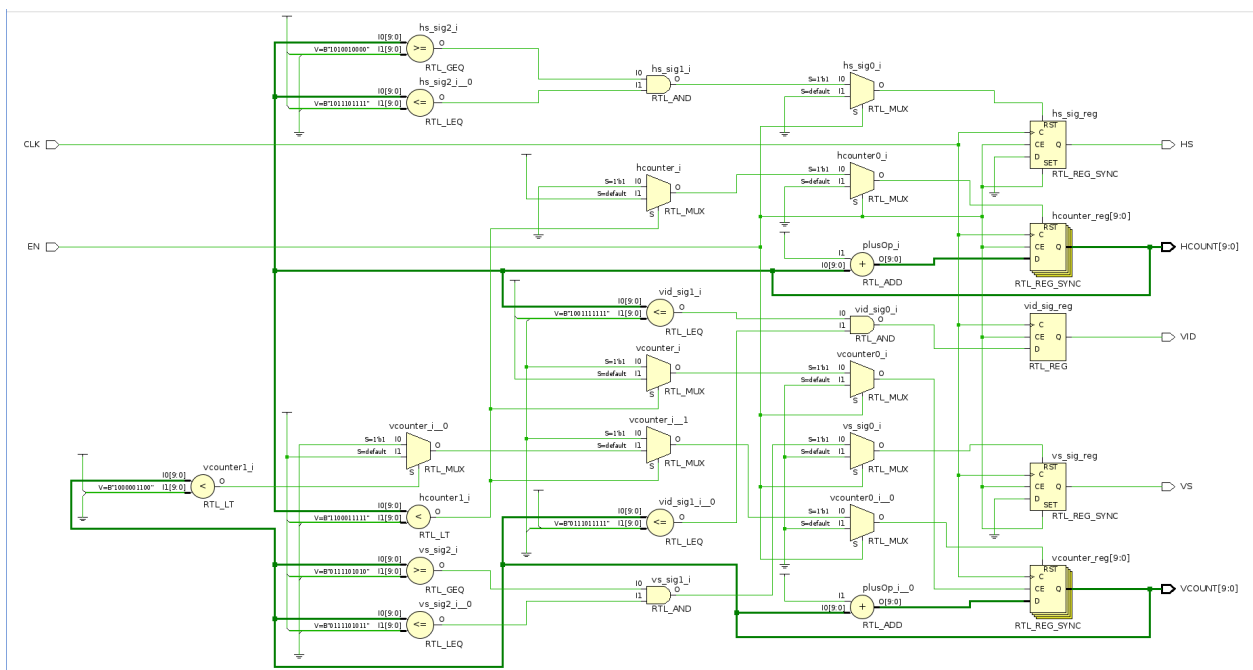 hs_sig2_i
I0[9:0]
V=B"1010010000" I1[9:0]
O
>=
RTL_GEQ
hs_sig2_i__0
I0[9:0]
V=B"1011101111" I1[9:0]
O
<=
RTL_LEQ
hs_sig1_i
I0
I1
O
RTL_AND
hs_sig0_i
S=1'b1 I0
S=default I1
O
S
RTL_MUX
hs_sig_reg
RST
C
CE Q
D
SET
RTL_REG_SYNC
CLK
HS
hcounter_i
S=1'b1 I0
S=default I1
O
S
RTL_MUX
hcounter0_i
S=1'b1 I0
S=default I1
O
S
RTL_MUX
hcounter_reg[9:0]
RST
C
CE Q
D
RTL_REG_SYNC
EN
HCOUNT[9:0]
plusOp_i
I1
I0[9:0]
+
O[9:0]
RTL_ADD
vid_sig1_i
I0[9:0]
V=B"1001111111" I1[9:0]
O
<=
RTL_LEQ
vid_sig0_i
I0
I1
O
RTL_AND
vid_sig_reg
C
CE Q
D
RTL_REG
VID
vcounter_i
S=1'b1 I0
S=default I1
O
S
RTL_MUX
vcounter0_i
S=1'b1 I0
S=default I1
O
S
RTL_MUX
vcounter_i__0
S=1'b1 I0
S=default I1
O
S
RTL_MUX
vcounter_i__1
S=1'b1 I0
S=default I1
O
S
RTL_MUX
vs_sig0_i
S=1'b1 I0
S=default I1
O
S
RTL_MUX
vs_sig_reg
RST
C
CE Q
D
SET
RTL_REG_SYNC
VS
vcounter1_i
I0[9:0]
V=B"1000001100" I1[9:0]
O
<
RTL_LT
hcounter1_i
I0[9:0]
V=B"1100011111" I1[9:0]
O
<
RTL_LT
vid_sig1_i__0
I0[9:0]
V=B"0111011111" I1[9:0]
O
<=
RTL_LEQ
vcounter0_i__0
S=1'b1 I0
S=default I1
O
S
RTL_MUX
vs_sig2_i
I0[9:0]
V=B"0111101010" I1[9:0]
O
>=
RTL_GEQ
vs_sig2_i__0
I0[9:0]
V=B"0111101011" I1[9:0]
O
<=
RTL_LEQ
vs_sig1_i
I0
I1
O
RTL_AND
plusOp_i__0
I1
I0[9:0]
+
O[9:0]
RTL_ADD
vcounter_reg[9:0]
RST
C
CE Q
D
RTL_REG_SYNC
VCOUNT[9:0]